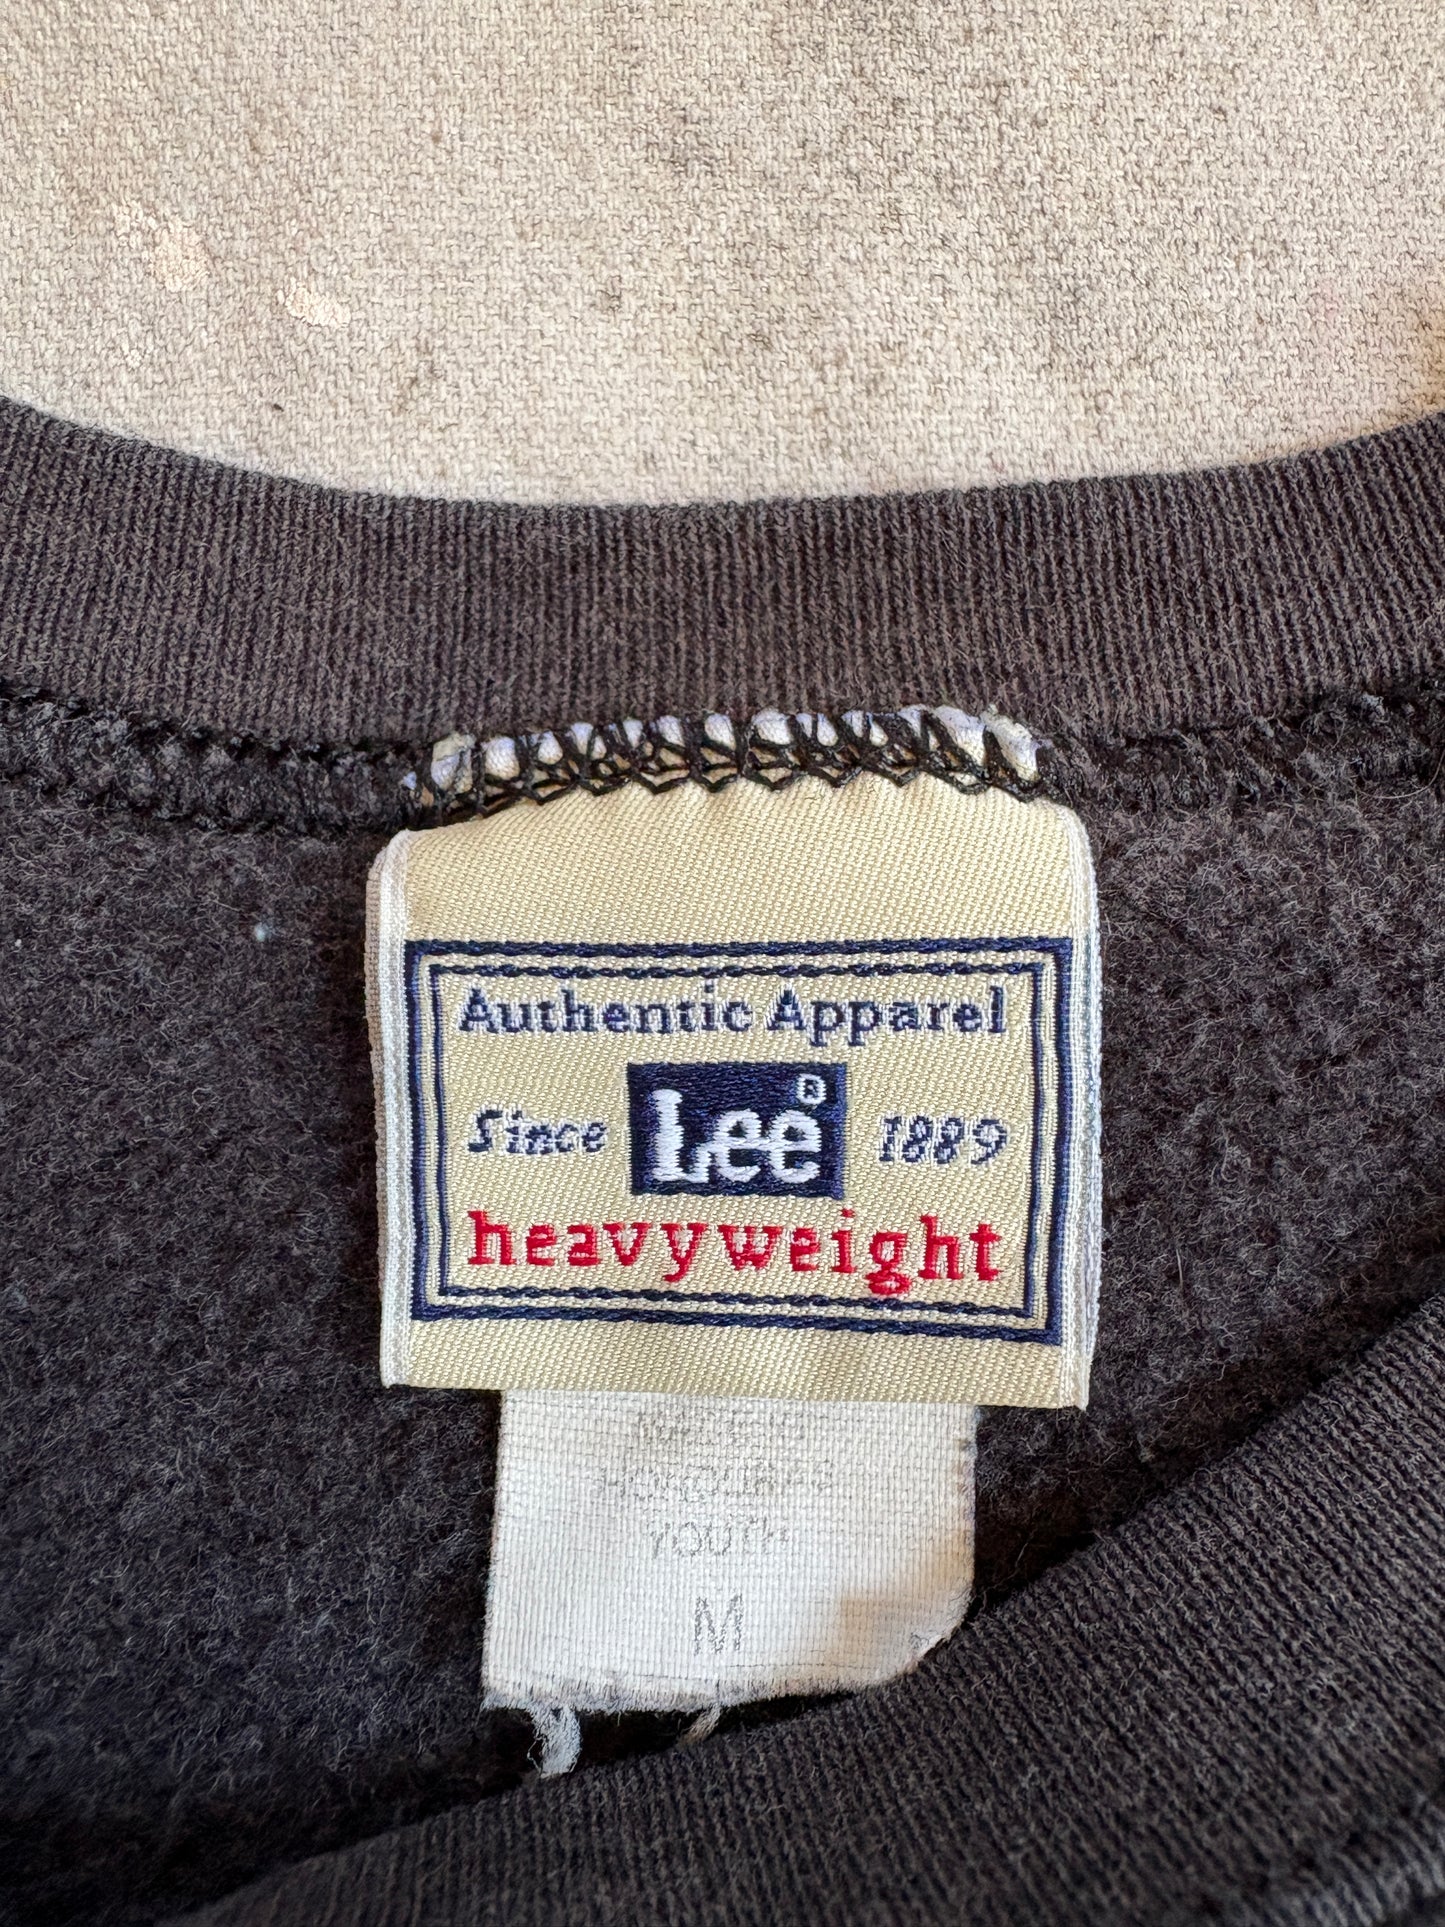 Authentic Apparel
Since Lee® 1889
heavyweight
YOUTH
M